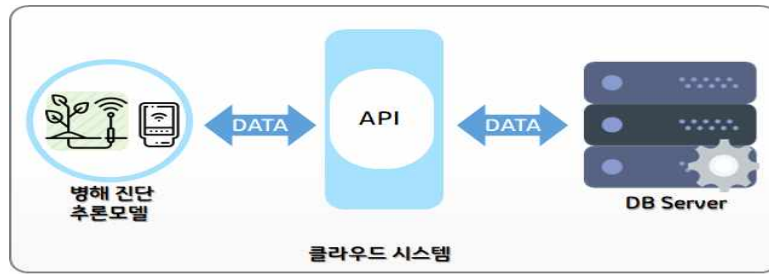 DATA
API
DATA
병해 진단
추론모델
DB Server
클라우드 시스템